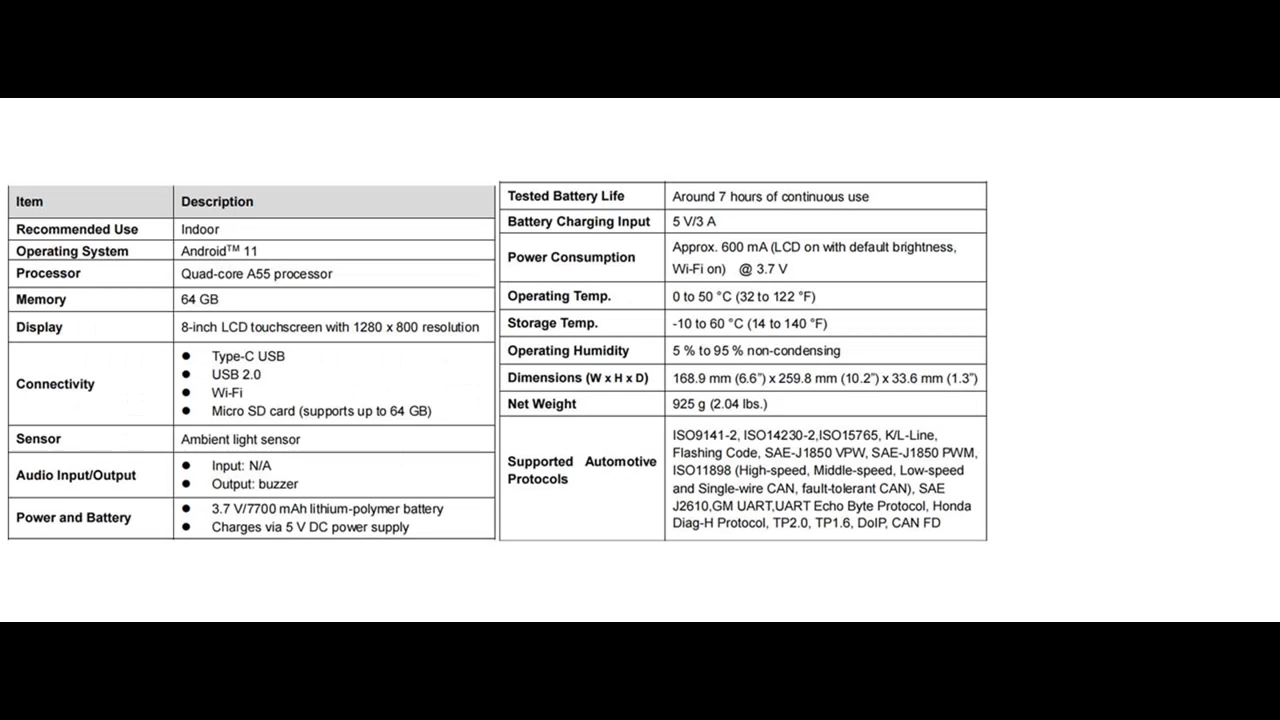 Item Description
Recommended Use Indoor
Operating System Android™ 11
Processor Quad-core A55 processor
Memory 64 GB
Display 8-inch LCD touchscreen with 1280 x 800 resolution
Connectivity
● Type-C USB
● USB 2.0
● Wi-Fi
● Micro SD card (supports up to 64 GB)
Sensor Ambient light sensor
Audio Input/Output
● Input: N/A
● Output: buzzer
Power and Battery
● 3.7 V/7700 mAh lithium-polymer battery
● Charges via 5 V DC power supply
Tested Battery Life Around 7 hours of continuous use
Battery Charging Input 5 V/3 A
Power Consumption
Approx. 600 mA (LCD on with default brightness,
Wi-Fi on) @ 3.7 V
Operating Temp. 0 to 50 °C (32 to 122 °F)
Storage Temp. -10 to 60 °C (14 to 140 °F)
Operating Humidity 5 % to 95 % non-condensing
Dimensions (W x H x D) 168.9 mm (6.6”) x 259.8 mm (10.2”) x 33.6 mm (1.3”)
Net Weight 925 g (2.04 lbs.)
Supported Automotive
Protocols
ISO9141-2, ISO14230-2,ISO15765, K/L-Line,
Flashing Code, SAE-J1850 VPW, SAE-J1850 PWM,
ISO11898 (High-speed, Middle-speed, Low-speed
and Single-wire CAN, fault-tolerant CAN), SAE
J2610,GM UART,UART Echo Byte Protocol, Honda
Diag-H Protocol, TP2.0, TP1.6, DoIP, CAN FD